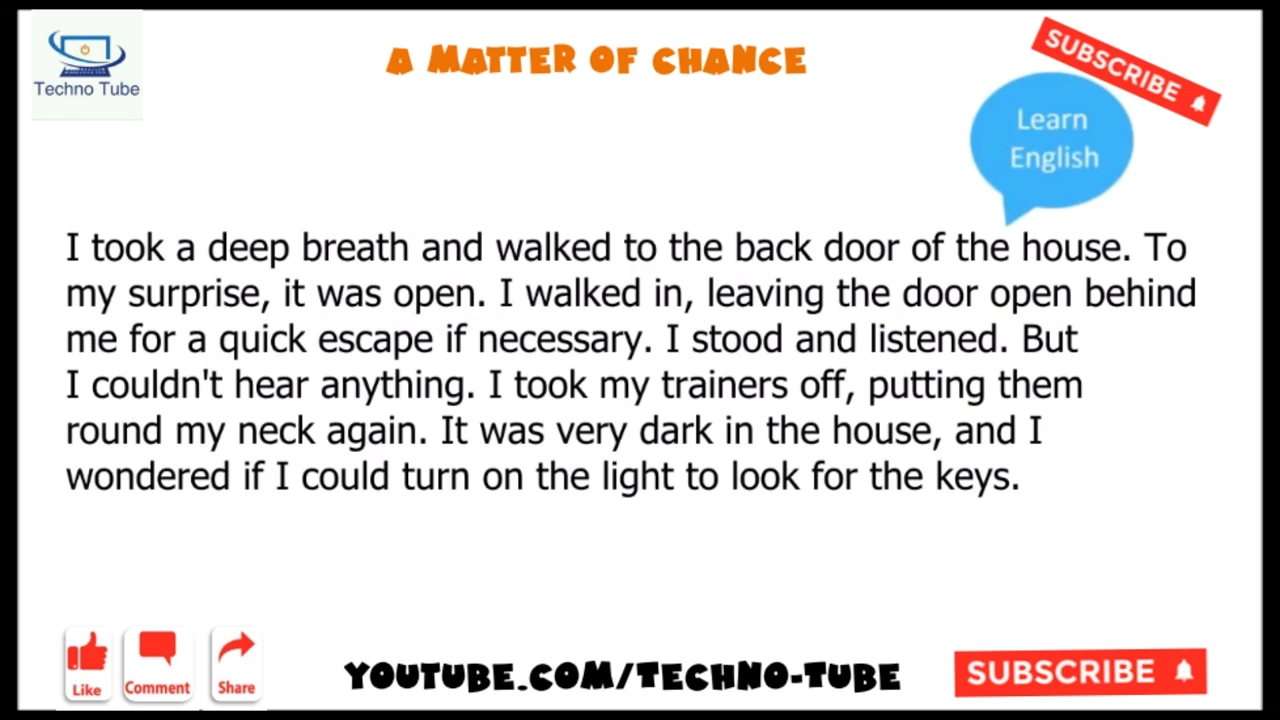 Techno Tube
A MATTER OF CHANCE
SUBSCRIBE
Learn
English
I took a deep breath and walked to the back door of the house. To
my surprise, it was open. I walked in, leaving the door open behind
me for a quick escape if necessary. I stood and listened. But
I couldn't hear anything. I took my trainers off, putting them
round my neck again. It was very dark in the house, and I
wondered if I could turn on the light to look for the keys.
Like
Comment
Share
YOUTUBE.COM/TECHNO-TUBE
SUBSCRIBE